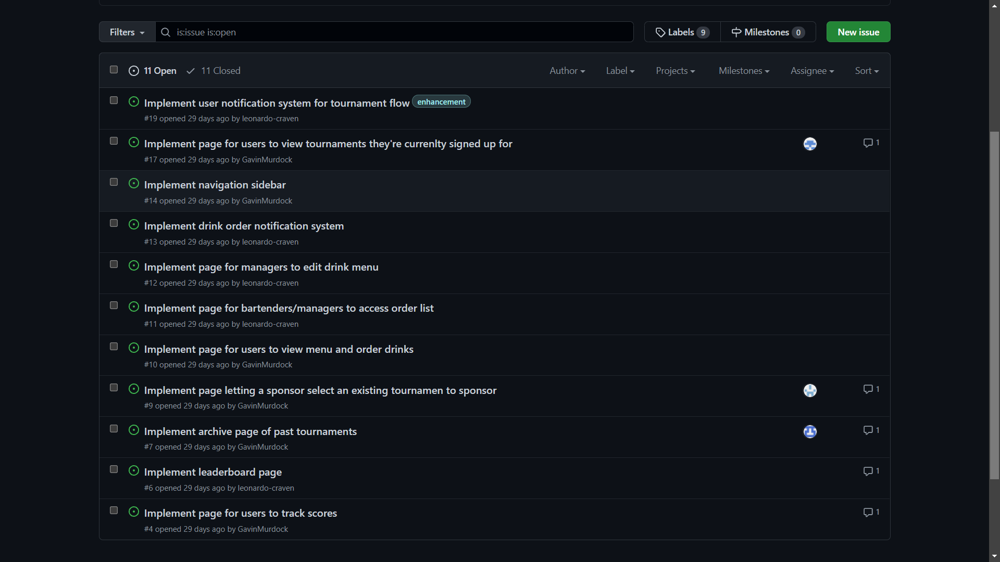 Filters is:issue is:open Labels 9 Milestones 0 New issue
11 Open 11 Closed Author Label Projects Milestones Assignee Sort
Implement user notification system for tournament flow enhancement
#19 opened 29 days ago by leonardo-craven
Implement page for users to view tournaments they're currenlty signed up for 1
#17 opened 29 days ago by GavinMurdock
Implement navigation sidebar
#14 opened 29 days ago by GavinMurdock
Implement drink order notification system
#13 opened 29 days ago by leonardo-craven
Implement page for managers to edit drink menu
#12 opened 29 days ago by leonardo-craven
Implement page for bartenders/managers to access order list
#11 opened 29 days ago by leonardo-craven
Implement page for users to view menu and order drinks
#10 opened 29 days ago by GavinMurdock
Implement page letting a sponsor select an existing tournamen to sponsor 1
#9 opened 29 days ago by GavinMurdock
Implement archive page of past tournaments 1
#7 opened 29 days ago by GavinMurdock
Implement leaderboard page 1
#6 opened 29 days ago by leonardo-craven
Implement page for users to track scores 1
#4 opened 29 days ago by GavinMurdock